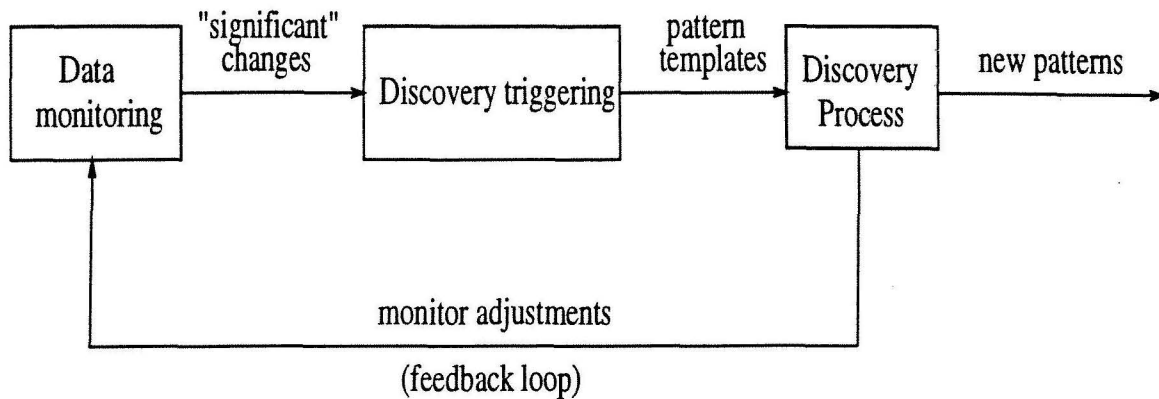 "significant"
changes
pattern
templates
Data
monitoring
Discovery triggering
Discovery
Process
new patterns
monitor adjustments
(feedback loop)